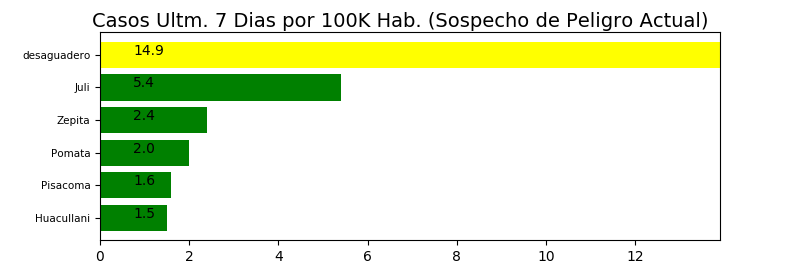 Casos Ultm. 7 Dias por 100K Hab. (Sospecho de Peligro Actual)
desaguadero 14.9
Juli 5.4
Zepita 2.4
Pomata 2.0
Pisacoma 1.6
Huacullani 1.5
0 2 4 6 8 10 12